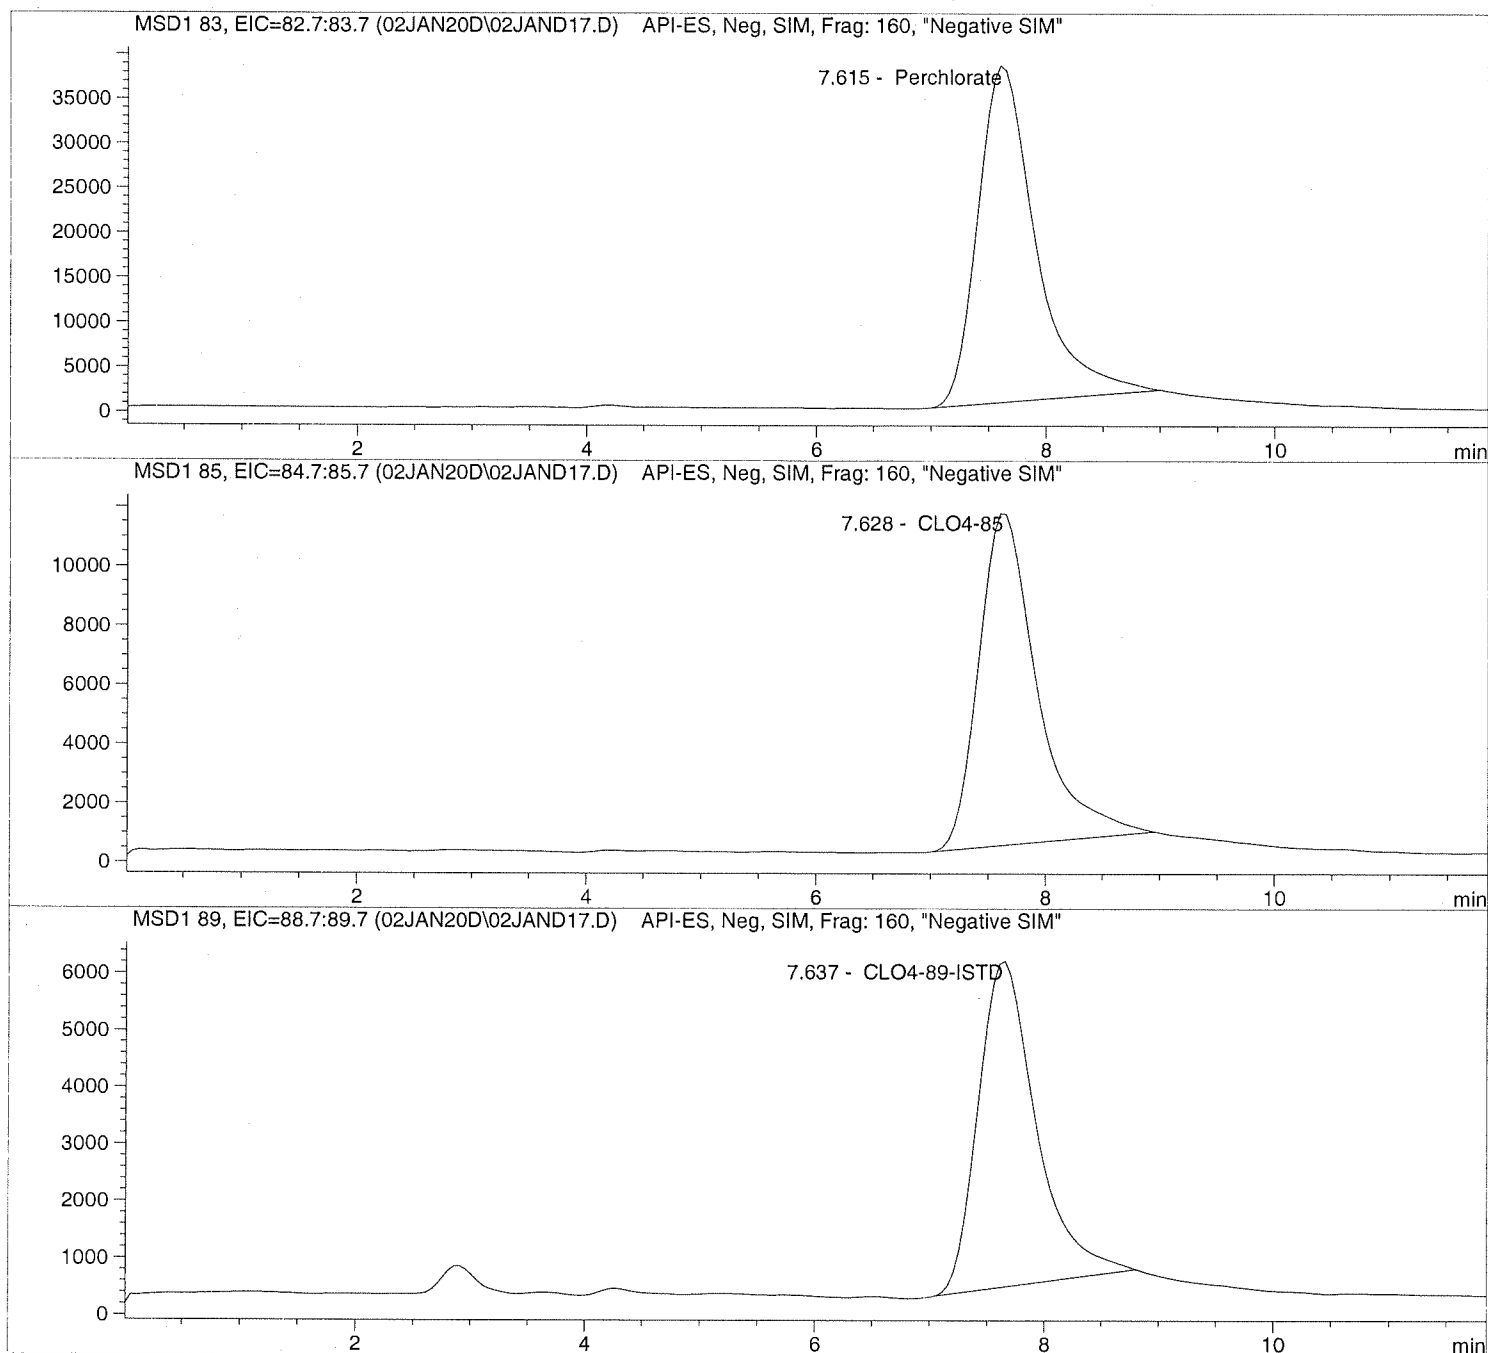 MSD1 83, EIC=82.7:83.7 (02JAN20D\02JAND17.D) API-ES, Neg, SIM, Frag: 160, "Negative SIM"
7.615 - Perchlorate
35000
30000
25000
20000
15000
10000
5000
0
2 4 6 8 10 min
MSD1 85, EIC=84.7:85.7 (02JAN20D\02JAND17.D) API-ES, Neg, SIM, Frag: 160, "Negative SIM"
7.628 - CLO4-85
10000
8000
6000
4000
2000
0
2 4 6 8 10 min
MSD1 89, EIC=88.7:89.7 (02JAN20D\02JAND17.D) API-ES, Neg, SIM, Frag: 160, "Negative SIM"
7.637 - CLO4-89-ISTD
6000
5000
4000
3000
2000
1000
0
2 4 6 8 10 min